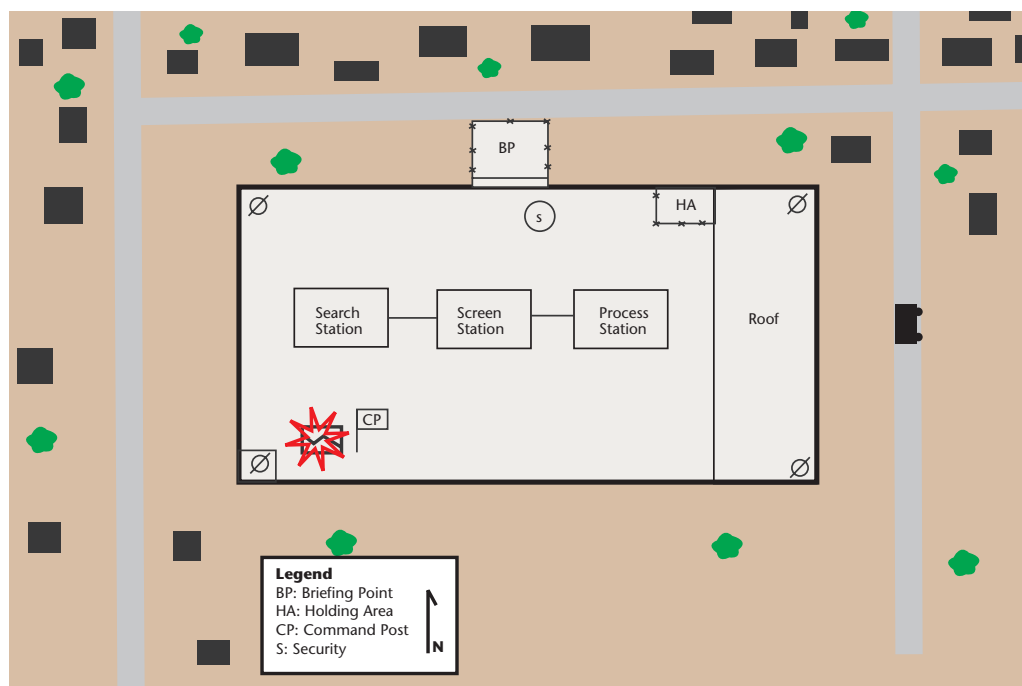 BP
s
HA
Search
Station
Screen
Station
Process
Station
Roof
CP
Legend
BP: Briefing Point
HA: Holding Area
CP: Command Post
S: Security
N